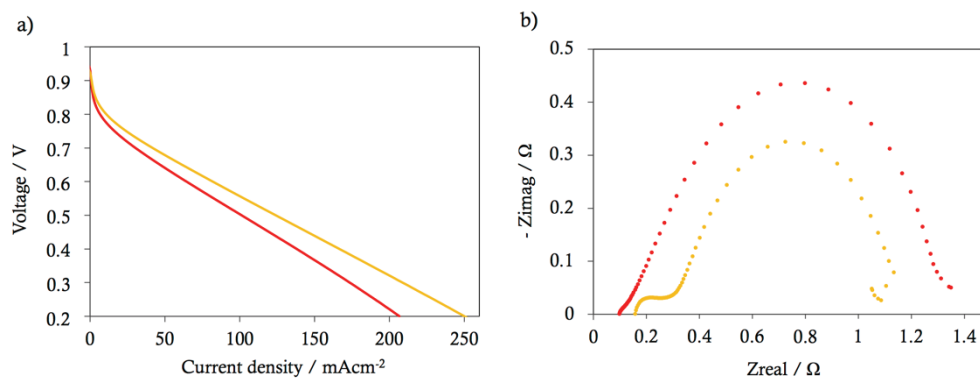 a)
1
0.9
0.8
0.7
0.6
0.5
0.4
0.3
0.2
Voltage / V
0 50 100 150 200 250
Current density / mAcm-2
b)
0.5
0.4
0.3
0.2
0.1
0
- Zimag / Ω
0 0.2 0.4 0.6 0.8 1 1.2 1.4
Zreal / Ω